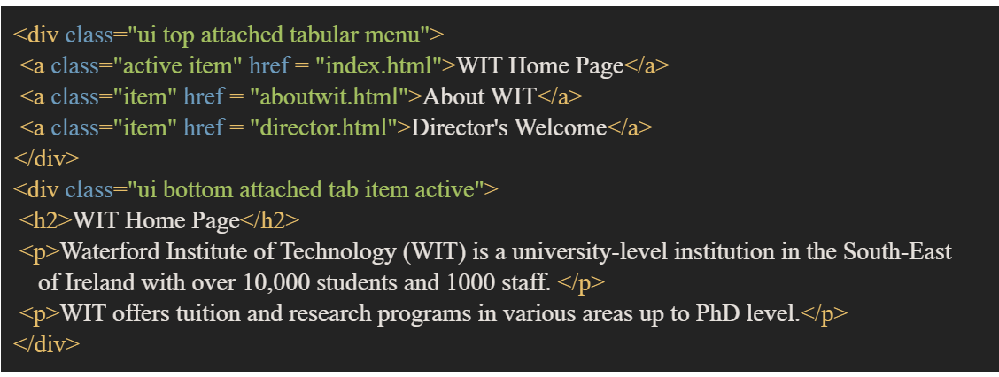 <div class="ui top attached tabular menu">
<a class="active item" href = "index.html">WIT Home Page</a>
<a class="item" href = "aboutwit.html">About WIT</a>
<a class="item" href = "director.html">Director's Welcome</a>
</div>
<div class="ui bottom attached tab item active">
<h2>WIT Home Page</h2>
<p>Waterford Institute of Technology (WIT) is a university-level institution in the South-East
of Ireland with over 10,000 students and 1000 staff. </p>
<p>WIT offers tuition and research programs in various areas up to PhD level.</p>
</div>